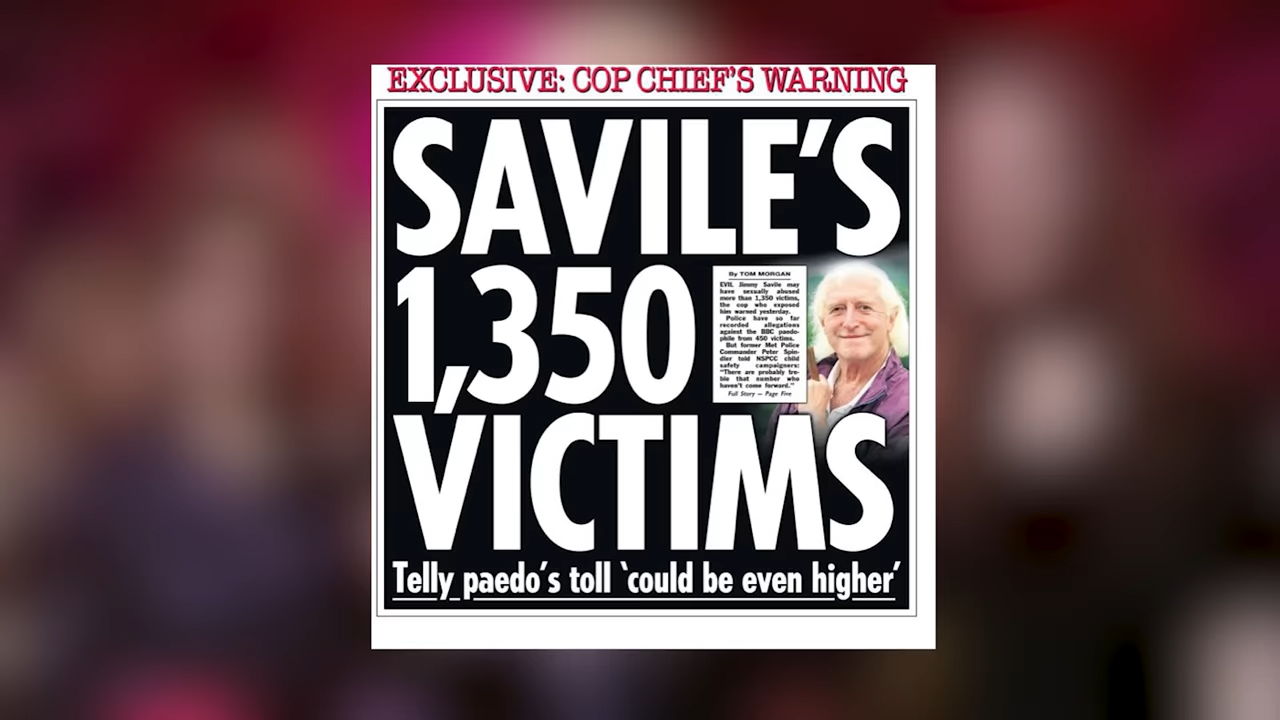 EXCLUSIVE: COP CHIEF'S WARNING
SAVILE'S
1,350
VICTIMS
By TOM MORGAN
EVIL Jimmy Savile may
have sexually abused
more than 1,350 victims,
the cop who exposed
him warned yesterday.
Police have so far
recorded allegations
against the BBC paedo-
phile from 450 victims.
But former Met Police
Commander Peter Spin-
dler told NSPCC child
safety campaigners:
"There are probably tre-
ble that number who
haven't come forward."
Full Story — Page Five
Telly paedo's toll 'could be even higher'